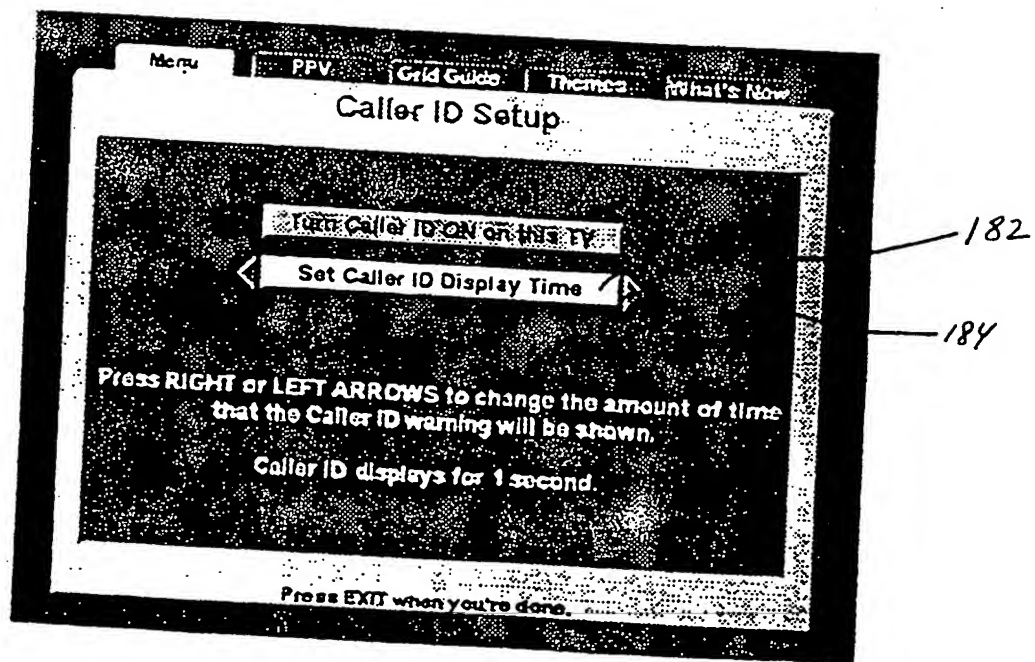 Menu PPV Grid Guide Themes What's Now
Caller ID Setup
Turn Caller ID ON on this TV
182
Set Caller ID Display Time
184
Press RIGHT or LEFT ARROWS to change the amount of time
that the Caller ID warning will be shown.
Caller ID displays for 1 second.
Press EXIT when you're done.